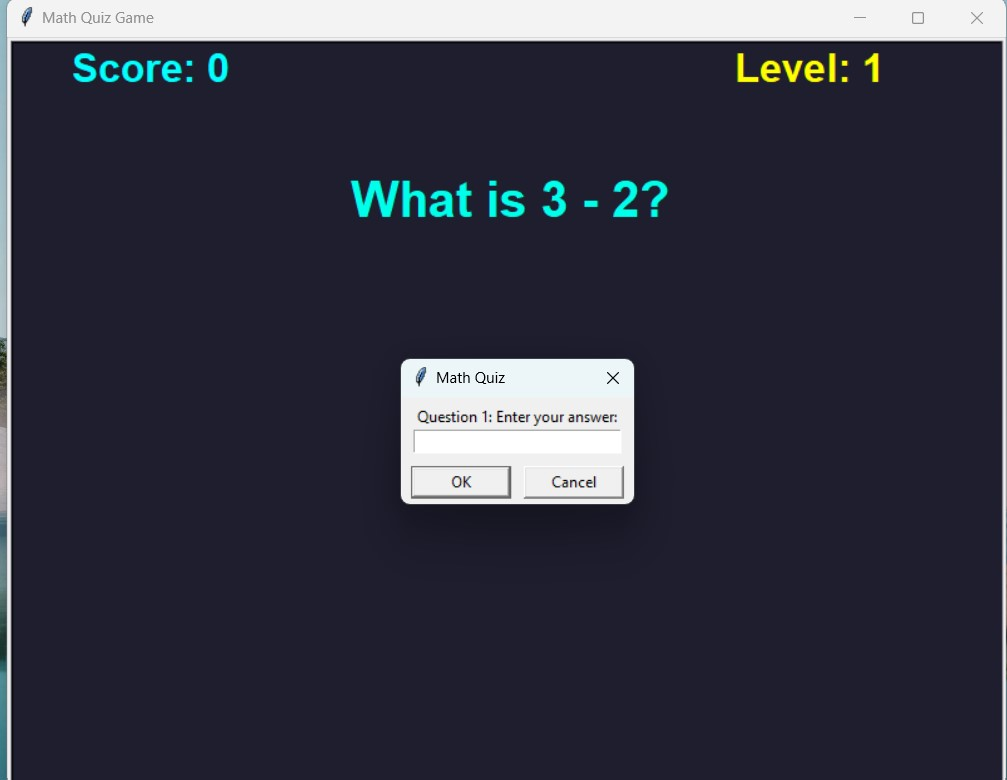 Math Quiz Game
Score: 0
Level: 1
What is 3 - 2?
Math Quiz
Question 1: Enter your answer:
OK
Cancel